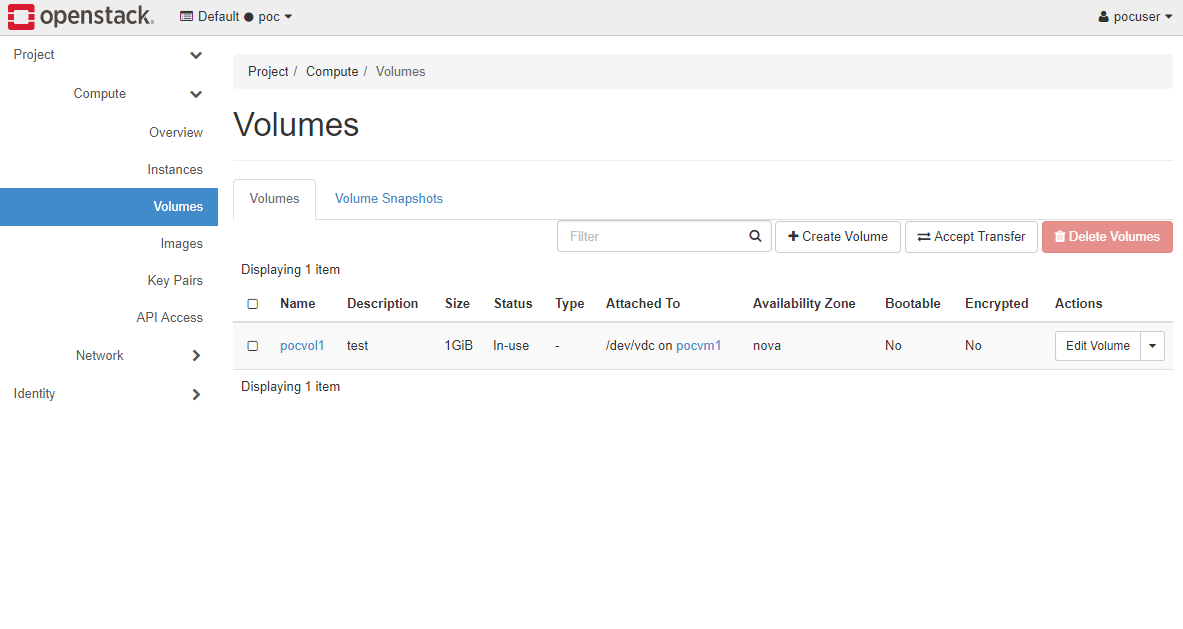 openstack. Default ● poc pocuser
Project
Compute
Overview
Instances
Volumes
Images
Key Pairs
API Access
Network
Identity
Project / Compute / Volumes
Volumes
Volumes Volume Snapshots
Filter Create Volume Accept Transfer Delete Volumes
Displaying 1 item
Name Description Size Status Type Attached To Availability Zone Bootable Encrypted Actions
pocvol1 test 1GiB In-use - /dev/vdc on pocvm1 nova No No Edit Volume
Displaying 1 item